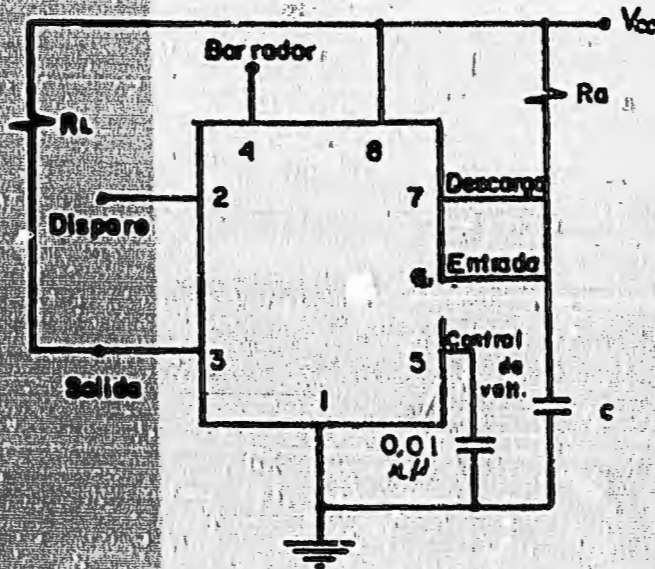 Vcc
Borrador
RL
Ra
4
8
2
7
Descarga
Disparo
6
Entrada
3
5
Control
de
volt.
Salida
1
C
0,01